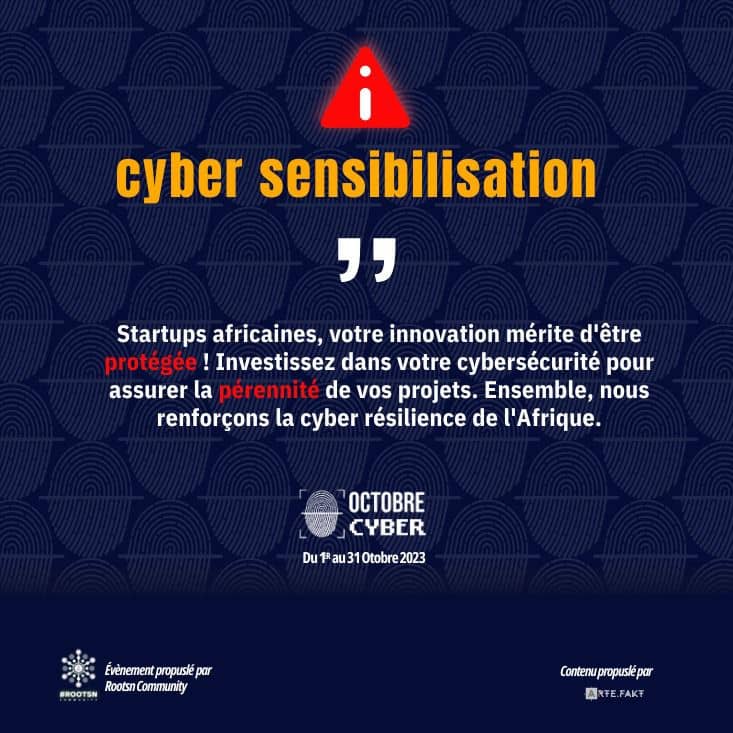 cyber sensibilisation
”
Startups africaines, votre innovation mérite d'être
protégée ! Investissez dans votre cybersécurité pour
assurer la pérennité de vos projets. Ensemble, nous
renforçons la cyber résilience de l'Afrique.
OCTOBRE
CYBER
Du 1ER au 31 Otobre 2023
Évènement propuslé par
Rootsn Community
#ROOTSN
COMMUNITY
Contenu propuslé par
ARTE.FAKT